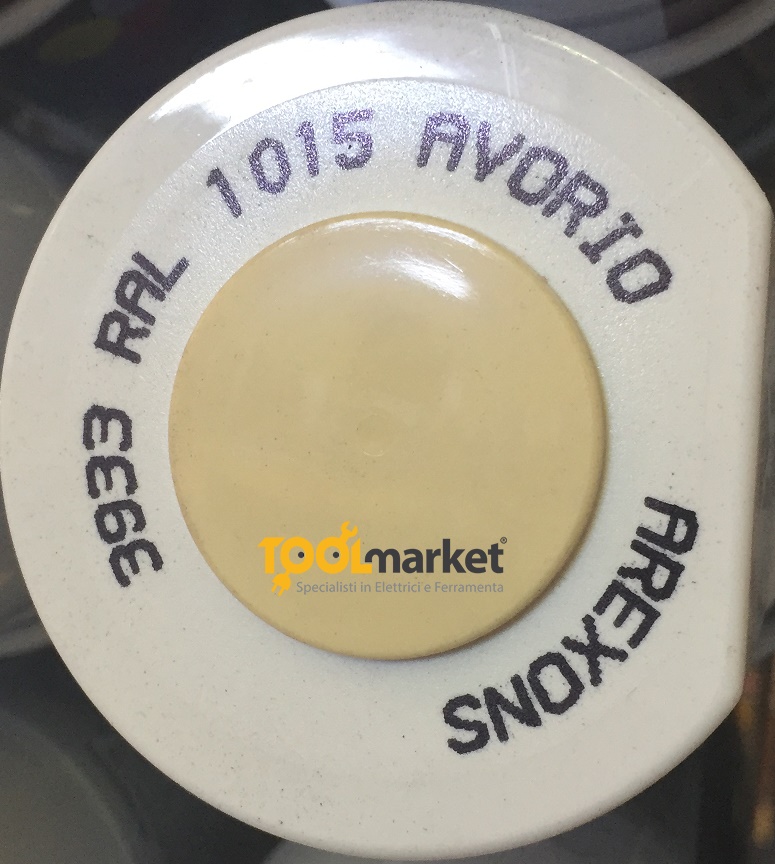 3933 RAL 1015 AVORIO
AREXONS
TOOLmarket®
Specialisti in Elettrici e Ferramenta